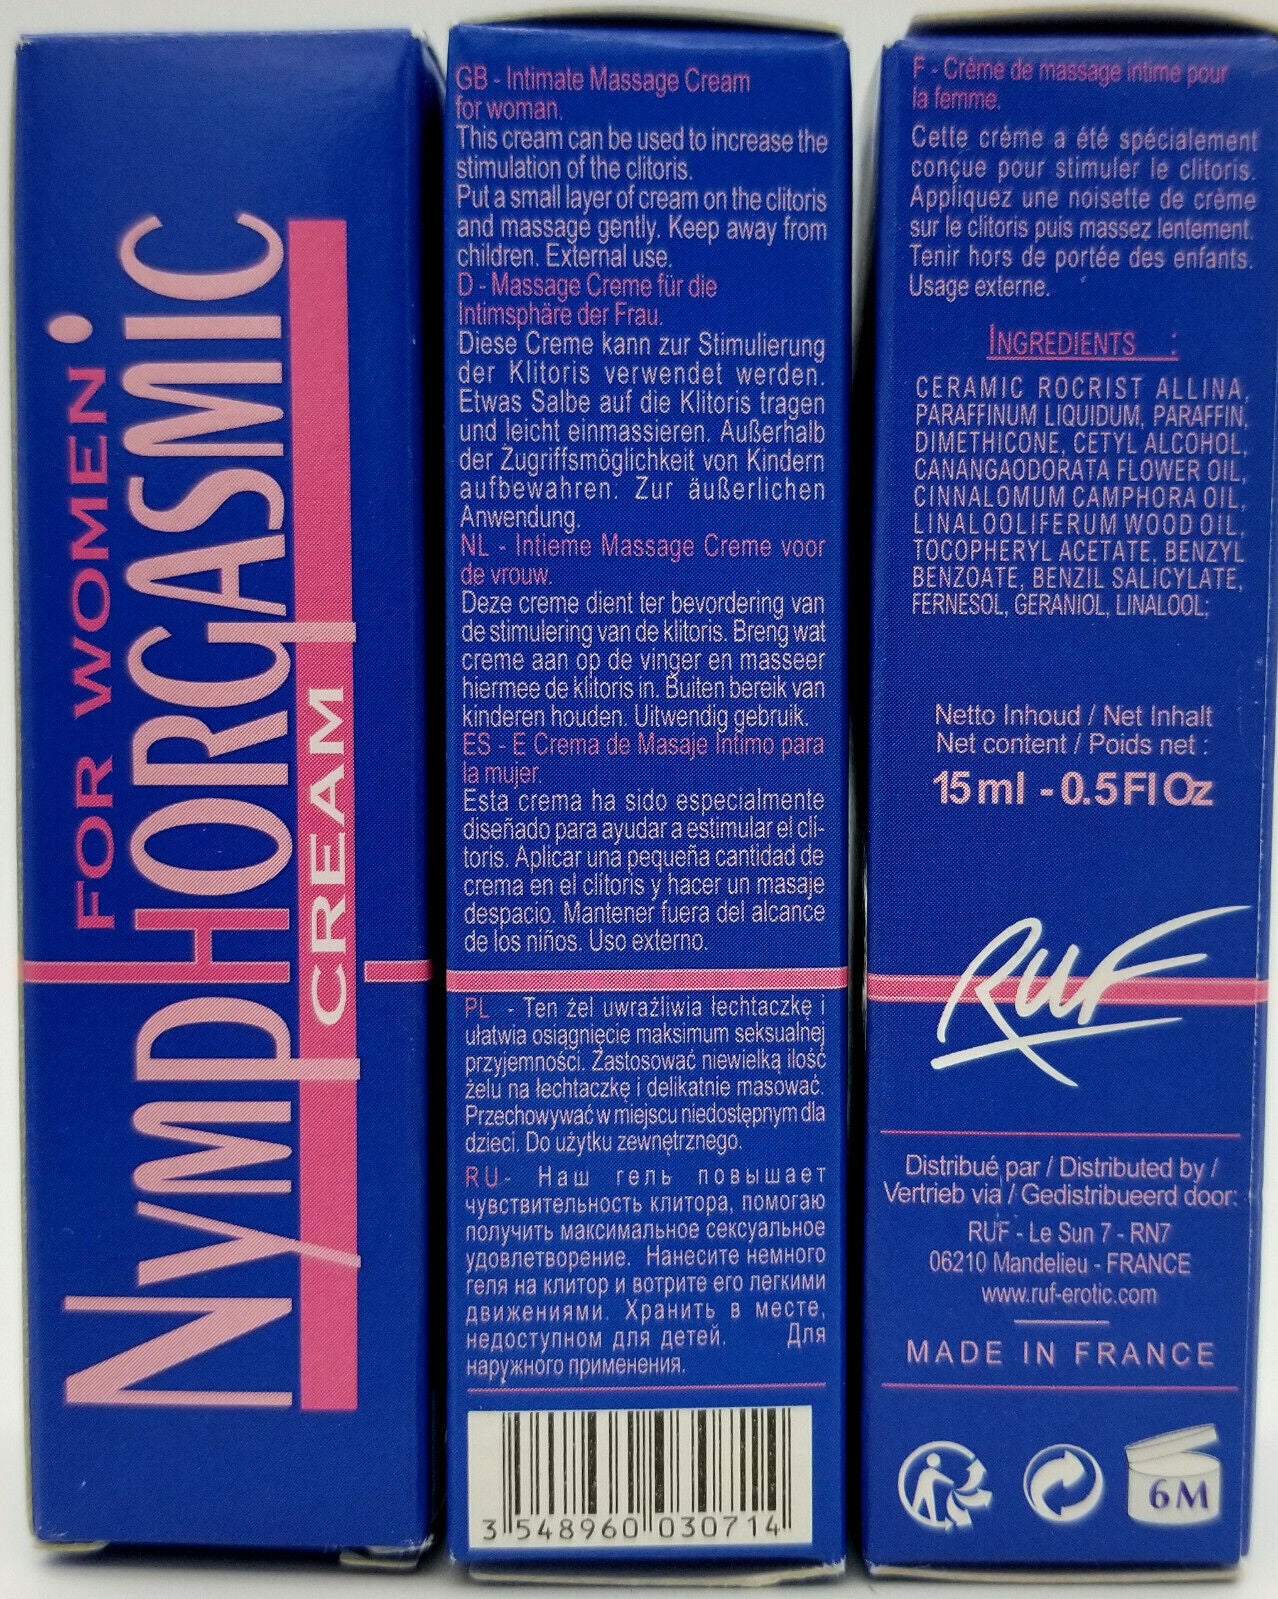 FOR WOMEN
NYMPHORGASMIC
CREAM
GB - Intimate Massage Cream
for woman.
This cream can be used to increase the
stimulation of the clitoris.
Put a small layer of cream on the clitoris
and massage gently. Keep away from
children. External use.
D - Massage Creme für die
Intimsphäre der Frau.
Diese Creme kann zur Stimulierung
der Klitoris verwendet werden.
Etwas Salbe auf die Klitoris tragen
und leicht einmassieren. Außerhalb
der Zugriffsmöglichkeit von Kindern
aufbewahren. Zur äußerlichen
Anwendung.
NL - Intieme Massage Creme voor
de vrouw.
Deze creme dient ter bevordering van
de stimulering van de klitoris. Breng wat
creme aan op de vinger en masseer
hiermee de klitoris in. Buiten bereik van
kinderen houden. Uitwendig gebruik.
ES - E Crema de Masaje Intimo para
la mujer.
Esta crema ha sido especialmente
diseñado para ayudar a estimular el clí-
toris. Aplicar una pequeña cantidad de
crema en el clítoris y hacer un masaje
despacio. Mantener fuera del alcance
de los niños. Uso externo.
PL - Ten żel uwrażliwia łechtaczkę i
ułatwia osiągnięcie maksimum seksualnej
przyjemności. Zastosować niewielką ilość
żelu na łechtaczkę i delikatnie masować.
Przechowywać w miejscu niedostępnym dla
dzieci. Do użytku zewnętrznego.
RU- Наш гель повышает
чувствительность клитора, помогаю
получить максимальное сексуальное
удовлетворение. Нанесите немного
геля на клитор и вотрите его легкими
движениями. Хранить в месте,
недоступном для детей. Для
наружного применения.
3 548960 030714
F - Crème de massage intime pour
la femme.
Cette crème a été spécialement
conçue pour stimuler le clitoris.
Appliquez une noisette de crème
sur le clitoris puis massez lentement.
Tenir hors de portée des enfants.
Usage externe.
INGREDIENTS :
CERAMIC ROCRIST ALLINA,
PARAFFINUM LIQUIDUM, PARAFFIN,
DIMETHICONE, CETYL ALCOHOL,
CANANGAODORATA FLOWER OIL,
CINNALOMUM CAMPHORA OIL,
LINALOOLIFERUM WOOD OIL,
TOCOPHERYL ACETATE, BENZYL
BENZOATE, BENZIL SALICYLATE,
FERNESOL, GERANIOL, LINALOOL;
Netto Inhoud / Net Inhalt
Net content / Poids net :
15 ml - 0.5 Fl Oz
RUF
Distribué par / Distributed by /
Vertrieb via / Gedistribueerd door:
RUF - Le Sun 7 - RN7
06210 Mandelieu - FRANCE
www.ruf-erotic.com
MADE IN FRANCE
6M